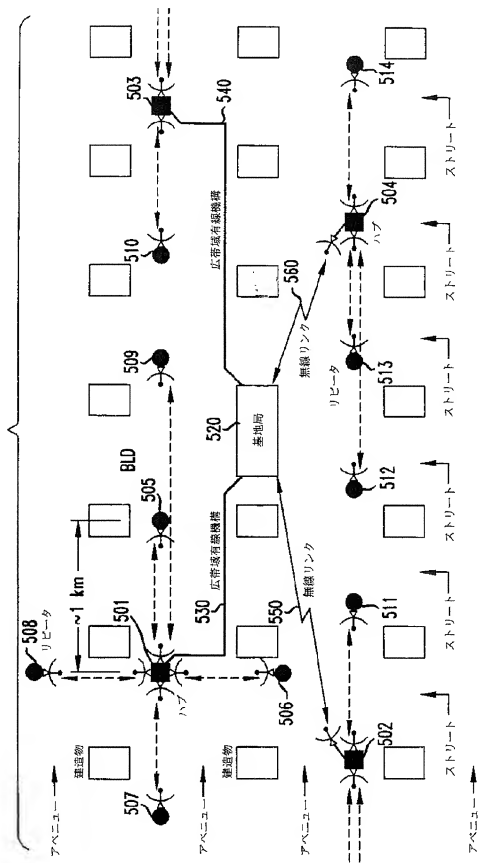 アベニュー
508
リピータ
~1 km
建造物
507
501
ハブ
505
BLD
509
510
503
アベニュー
建造物
506
530
広帯域有線機構
520
基地局
広帯域有線機構
540
アベニュー
550
無線リンク
無線リンク
560
502
511
512
リピータ
513
ハブ
504
514
アベニュー
ストリート
ストリート
ストリート
ストリート
ストリート
ストリート